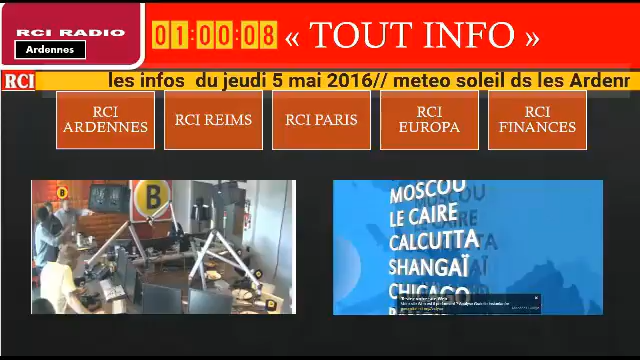 RCI RADIO
Ardennes
01:00:08 « TOUT INFO »
RCI les infos du jeudi 5 mai 2016// meteo soleil ds les Ardenr
RCI ARDENNES
RCI REIMS
RCI PARIS
RCI EUROPA
RCI FINANCES
B
MOSCOU
LE CAIRE
CALCUTTA
SHANGAÏ
CHICAGO